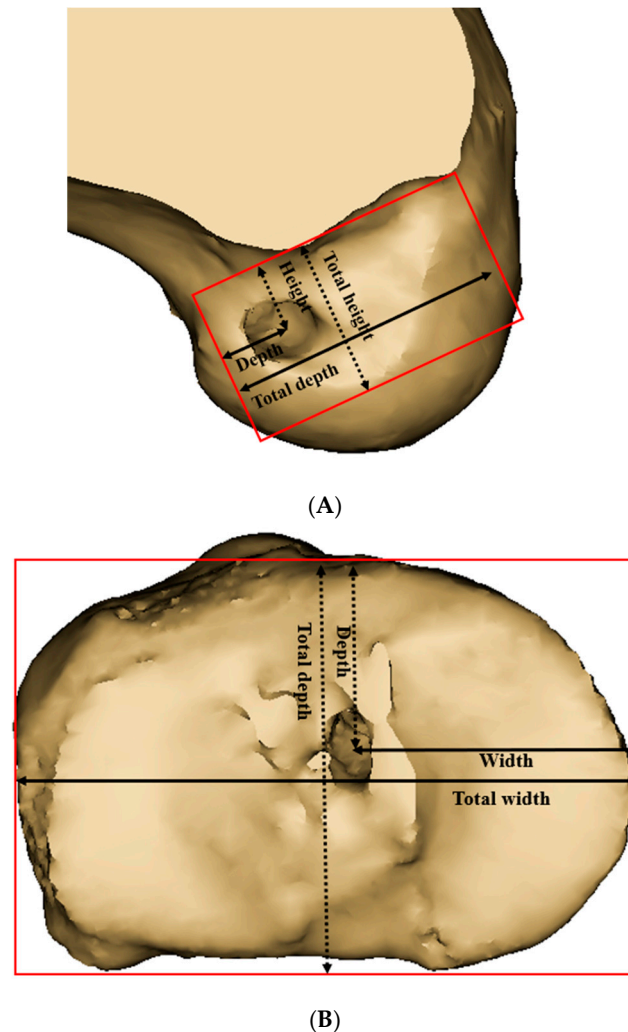 Height
Total height
Depth
Total depth
(A)
Total depth
Depth
Width
Total width
(B)